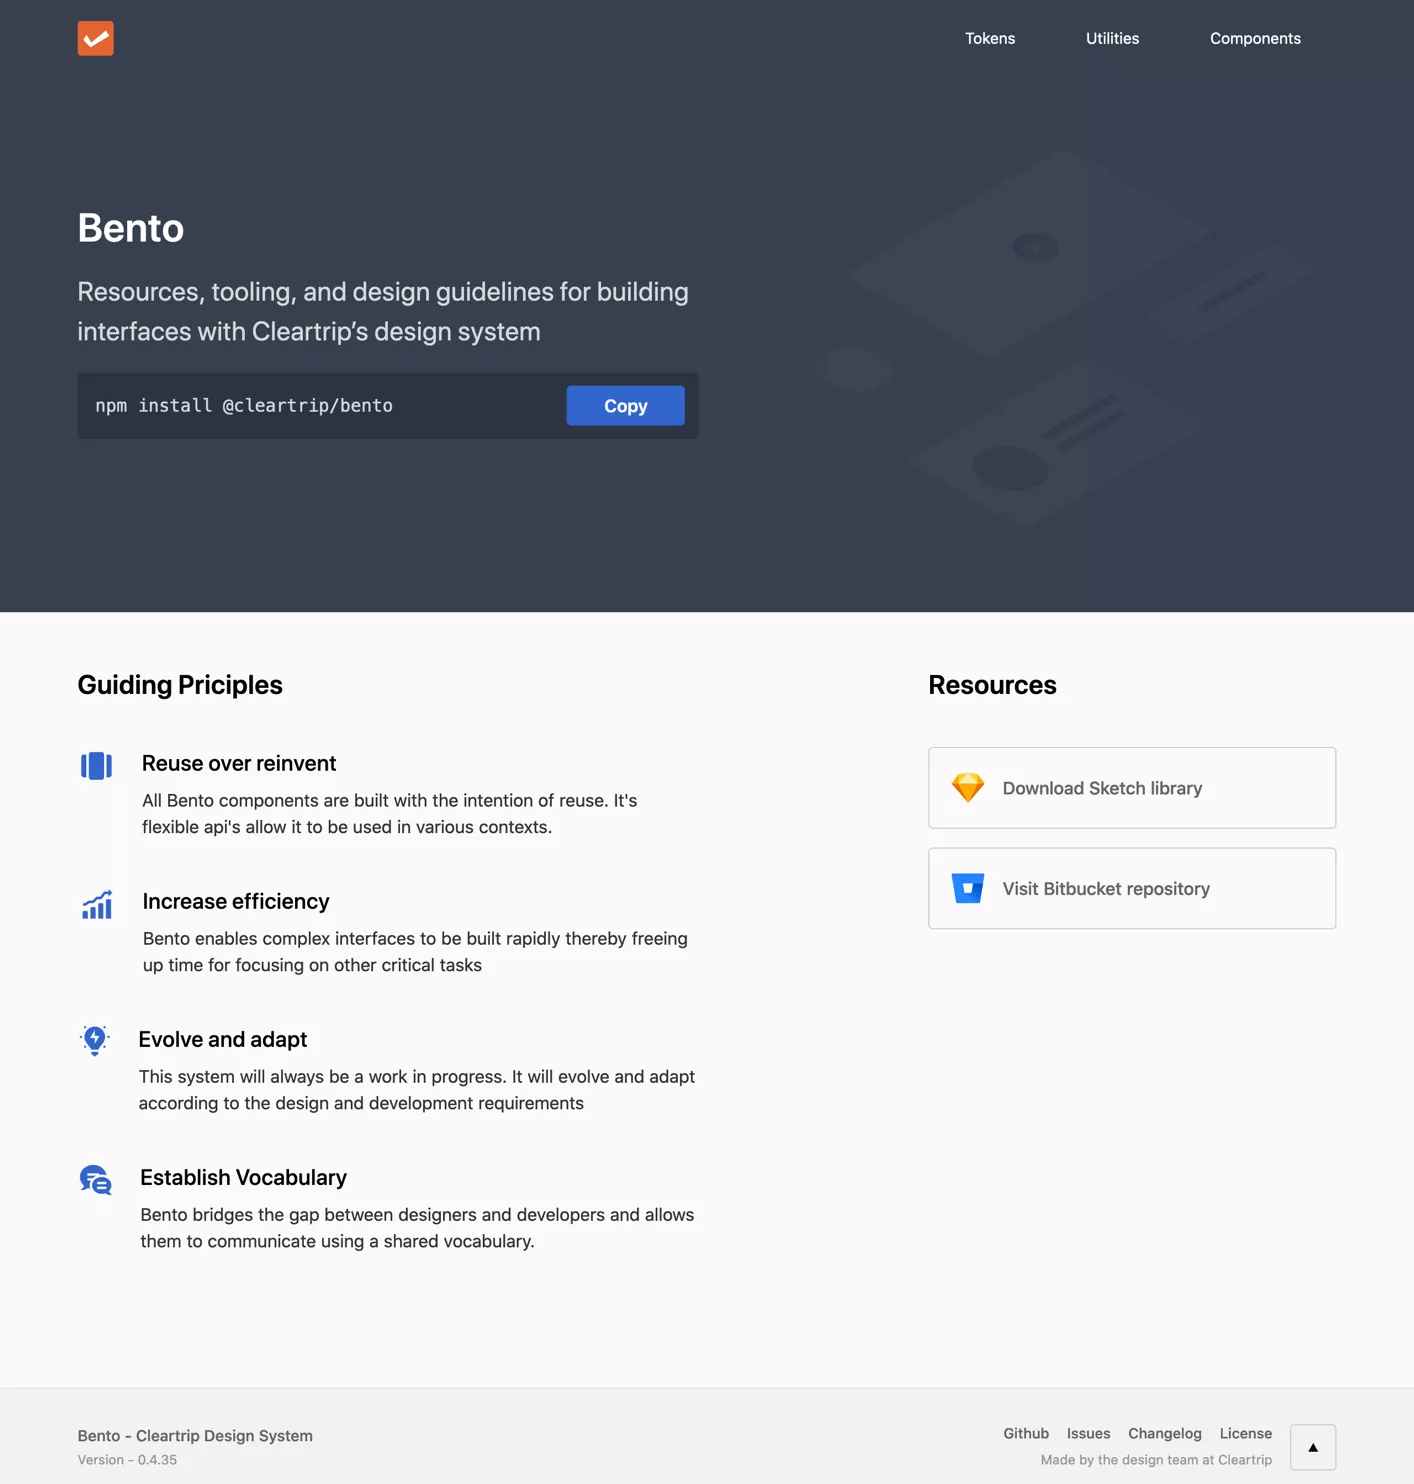 Tokens Utilities Components
Bento
Resources, tooling, and design guidelines for building
interfaces with Cleartrip’s design system
npm install @cleartrip/bento Copy
Guiding Priciples
Reuse over reinvent
All Bento components are built with the intention of reuse. It's
flexible api's allow it to be used in various contexts.
Increase efficiency
Bento enables complex interfaces to be built rapidly thereby freeing
up time for focusing on other critical tasks
Evolve and adapt
This system will always be a work in progress. It will evolve and adapt
according to the design and development requirements
Establish Vocabulary
Bento bridges the gap between designers and developers and allows
them to communicate using a shared vocabulary.
Resources
Download Sketch library
Visit Bitbucket repository
Bento - Cleartrip Design System
Version - 0.4.35
Github Issues Changelog License
Made by the design team at Cleartrip